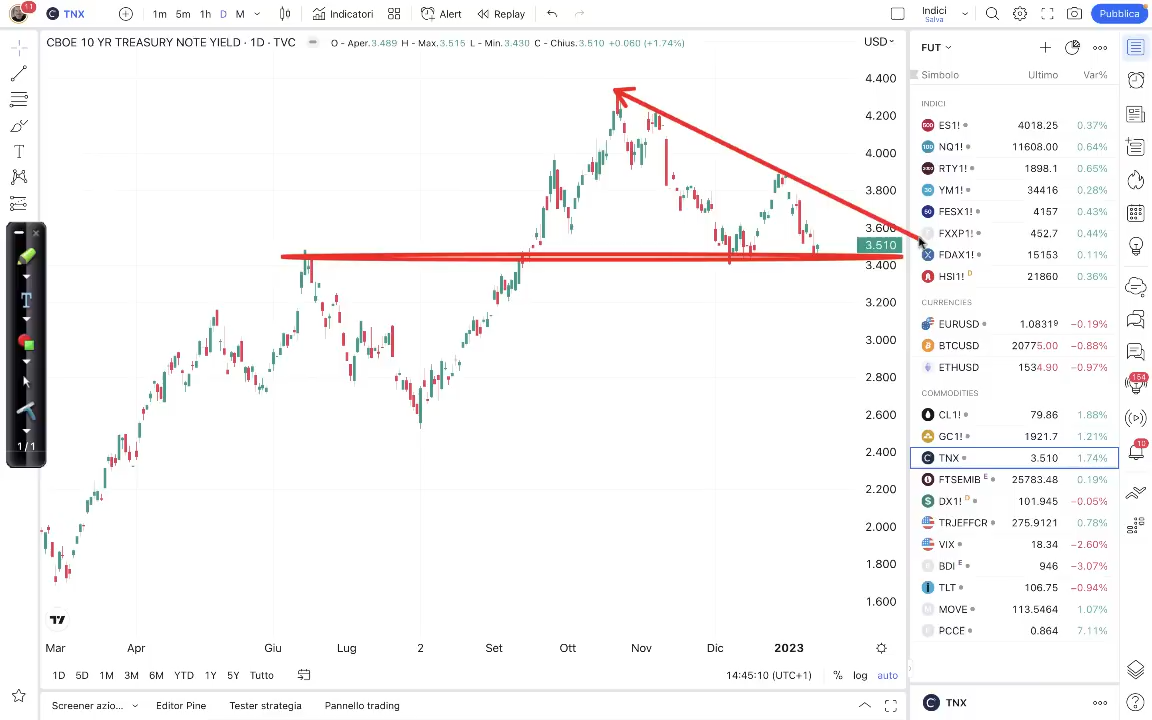 11 TNX 1m 5m 1h D M Indicatori Alert Replay Indici Salva Pubblica
CBOE 10 YR TREASURY NOTE YIELD · 1D · TVC O - Aper.3.489 H - Max.3.515 L - Min.3.430 C - Chius.3.510 +0.060 (+1.74%) USD
FUT
Simbolo Ultimo Var%
INDICI
ES1! 4018.25 0.37%
NQ1! 11608.00 0.64%
RTY1! 1898.1 0.65%
YM1! 34416 0.28%
FESX1! 4157 0.43%
FXXP1! 452.7 0.44%
FDAX1! 15153 0.11%
HSI1! D 21860 0.36%
CURRENCIES
EURUSD 1.08319 −0.19%
BTCUSD 20775.00 −0.88%
ETHUSD 1534.90 −0.97%
COMMODITIES
CL1! 79.86 1.88%
GC1! 1921.7 1.21%
TNX 3.510 1.74%
FTSEMIB E 25783.48 0.19%
DX1! D 101.945 −0.05%
TRJEFFCR 275.9121 0.78%
VIX 18.34 −2.60%
BDI E 946 −3.07%
TLT 106.75 −0.94%
MOVE 113.5464 1.07%
PCCE 0.864 7.11%
TNX
4.400
4.200
4.000
3.800
3.600
3.510
3.400
3.200
3.000
2.800
2.600
2.400
2.200
2.000
1.800
1.600
T
1/1
154
10
Mar Apr Giu Lug 2 Set Ott Nov Dic 2023
1D 5D 1M 3M 6M YTD 1Y 5Y Tutto 14:45:10 (UTC+1) % log auto
Screener azio... Editor Pine Tester strategia Pannello trading